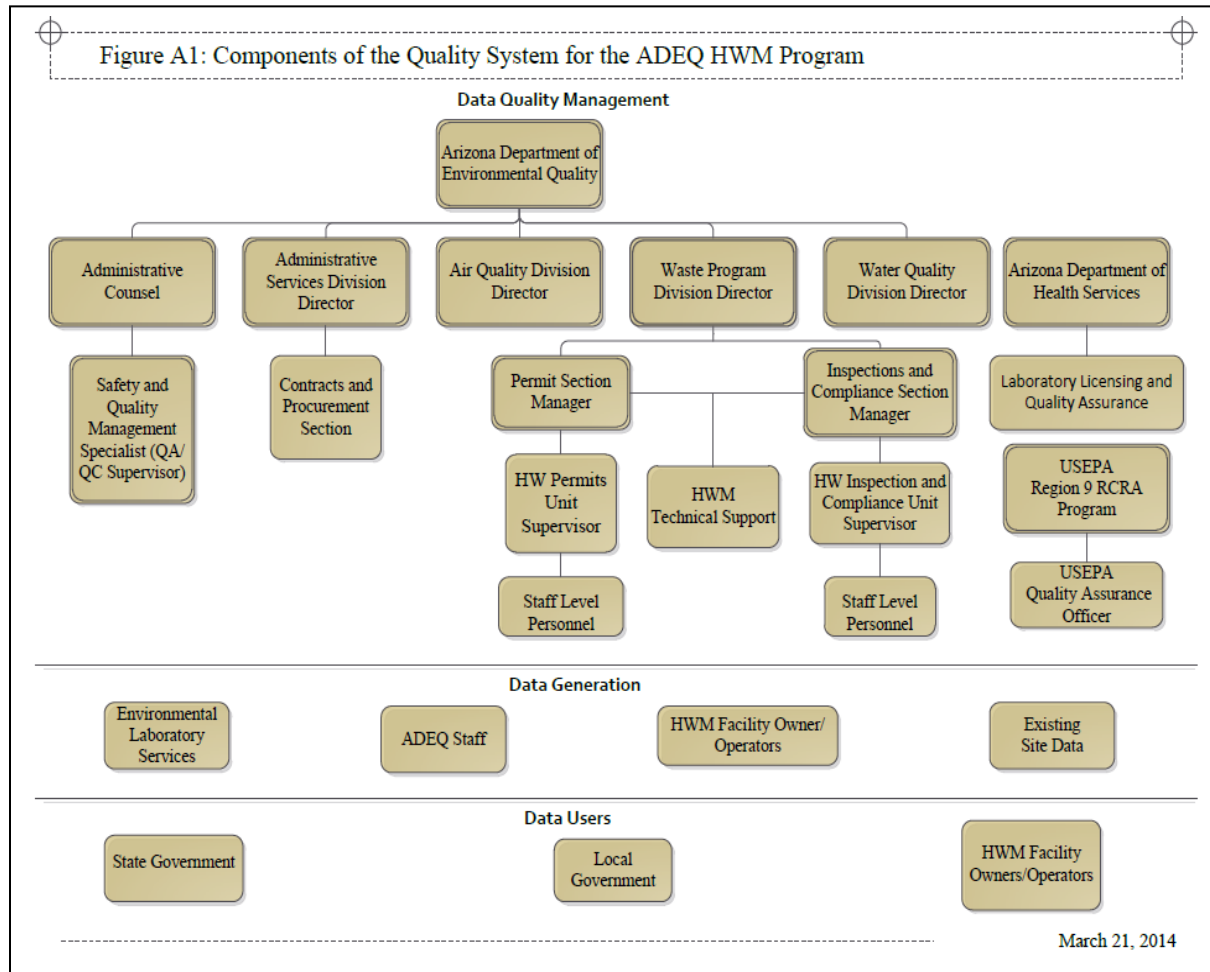 Figure A1: Components of the Quality System for the ADEQ HWM Program
Data Quality Management
Arizona Department of
Environmental Quality
Administrative
Counsel
Administrative
Services Division
Director
Air Quality Division
Director
Waste Program
Division Director
Water Quality
Division Director
Arizona Department of
Health Services
Safety and
Quality
Management
Specialist (QA/
QC Supervisor)
Contracts and
Procurement
Section
Permit Section
Manager
Inspections and
Compliance Section
Manager
Laboratory Licensing and
Quality Assurance
HW Permits
Unit
Supervisor
HWM
Technical Support
HW Inspection and
Compliance Unit
Supervisor
USEPA
Region 9 RCRA
Program
Staff Level
Personnel
Staff Level
Personnel
USEPA
Quality Assurance
Officer
Data Generation
Environmental
Laboratory
Services
ADEQ Staff
HWM Facility Owner/
Operators
Existing
Site Data
Data Users
State Government
Local
Government
HWM Facility
Owners/Operators
March 21, 2014